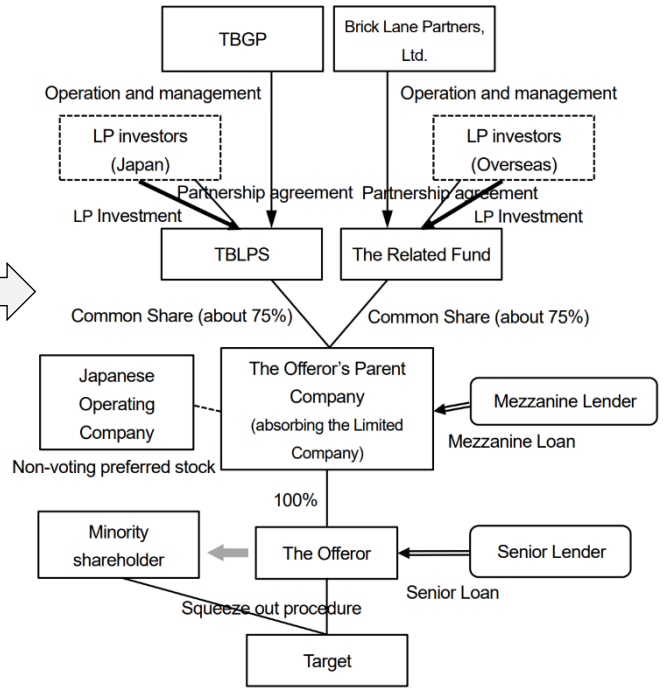 TBGP
Brick Lane Partners,
Ltd.
Operation and management
Operation and management
LP investors
(Japan)
LP investors
(Overseas)
Partnership agreement
Partnership agreement
LP Investment
LP Investment
TBLPS
The Related Fund
Common Share (about 75%)
Common Share (about 75%)
Japanese
Operating
Company
The Offeror's Parent
Company
(absorbing the Limited
Company)
Mezzanine Lender
Mezzanine Loan
Non-voting preferred stock
100%
Minority
shareholder
The Offeror
Senior Lender
Senior Loan
Squeeze out procedure
Target